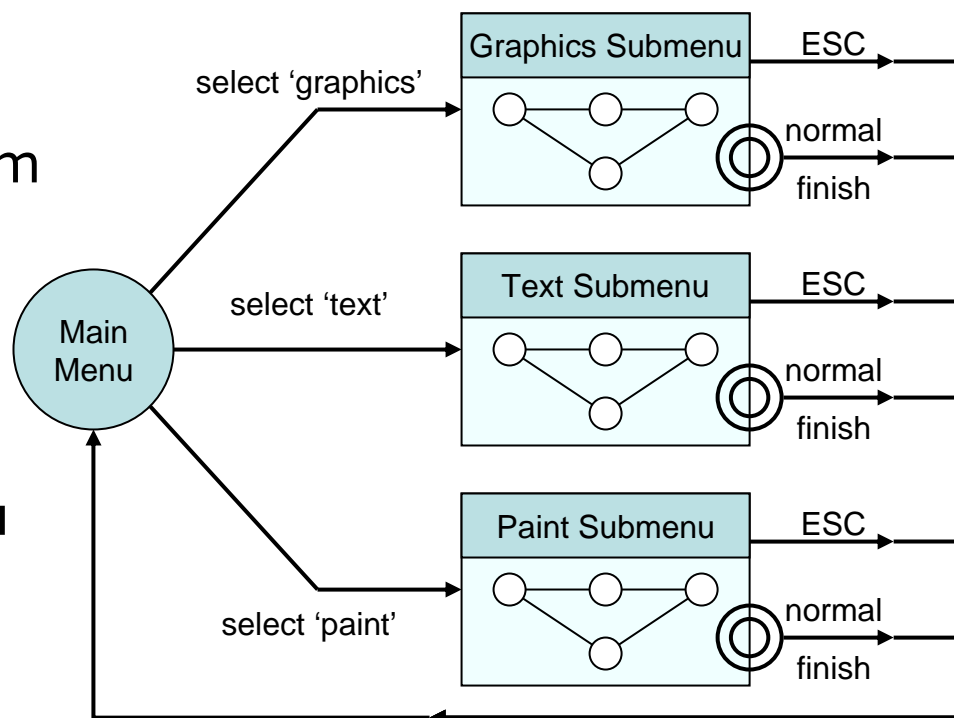 Graphics Submenu
ESC
select ‘graphics’
normal
finish
m
Text Submenu
ESC
select ‘text’
Main
Menu
normal
finish
Paint Submenu
ESC
select ‘paint’
normal
finish